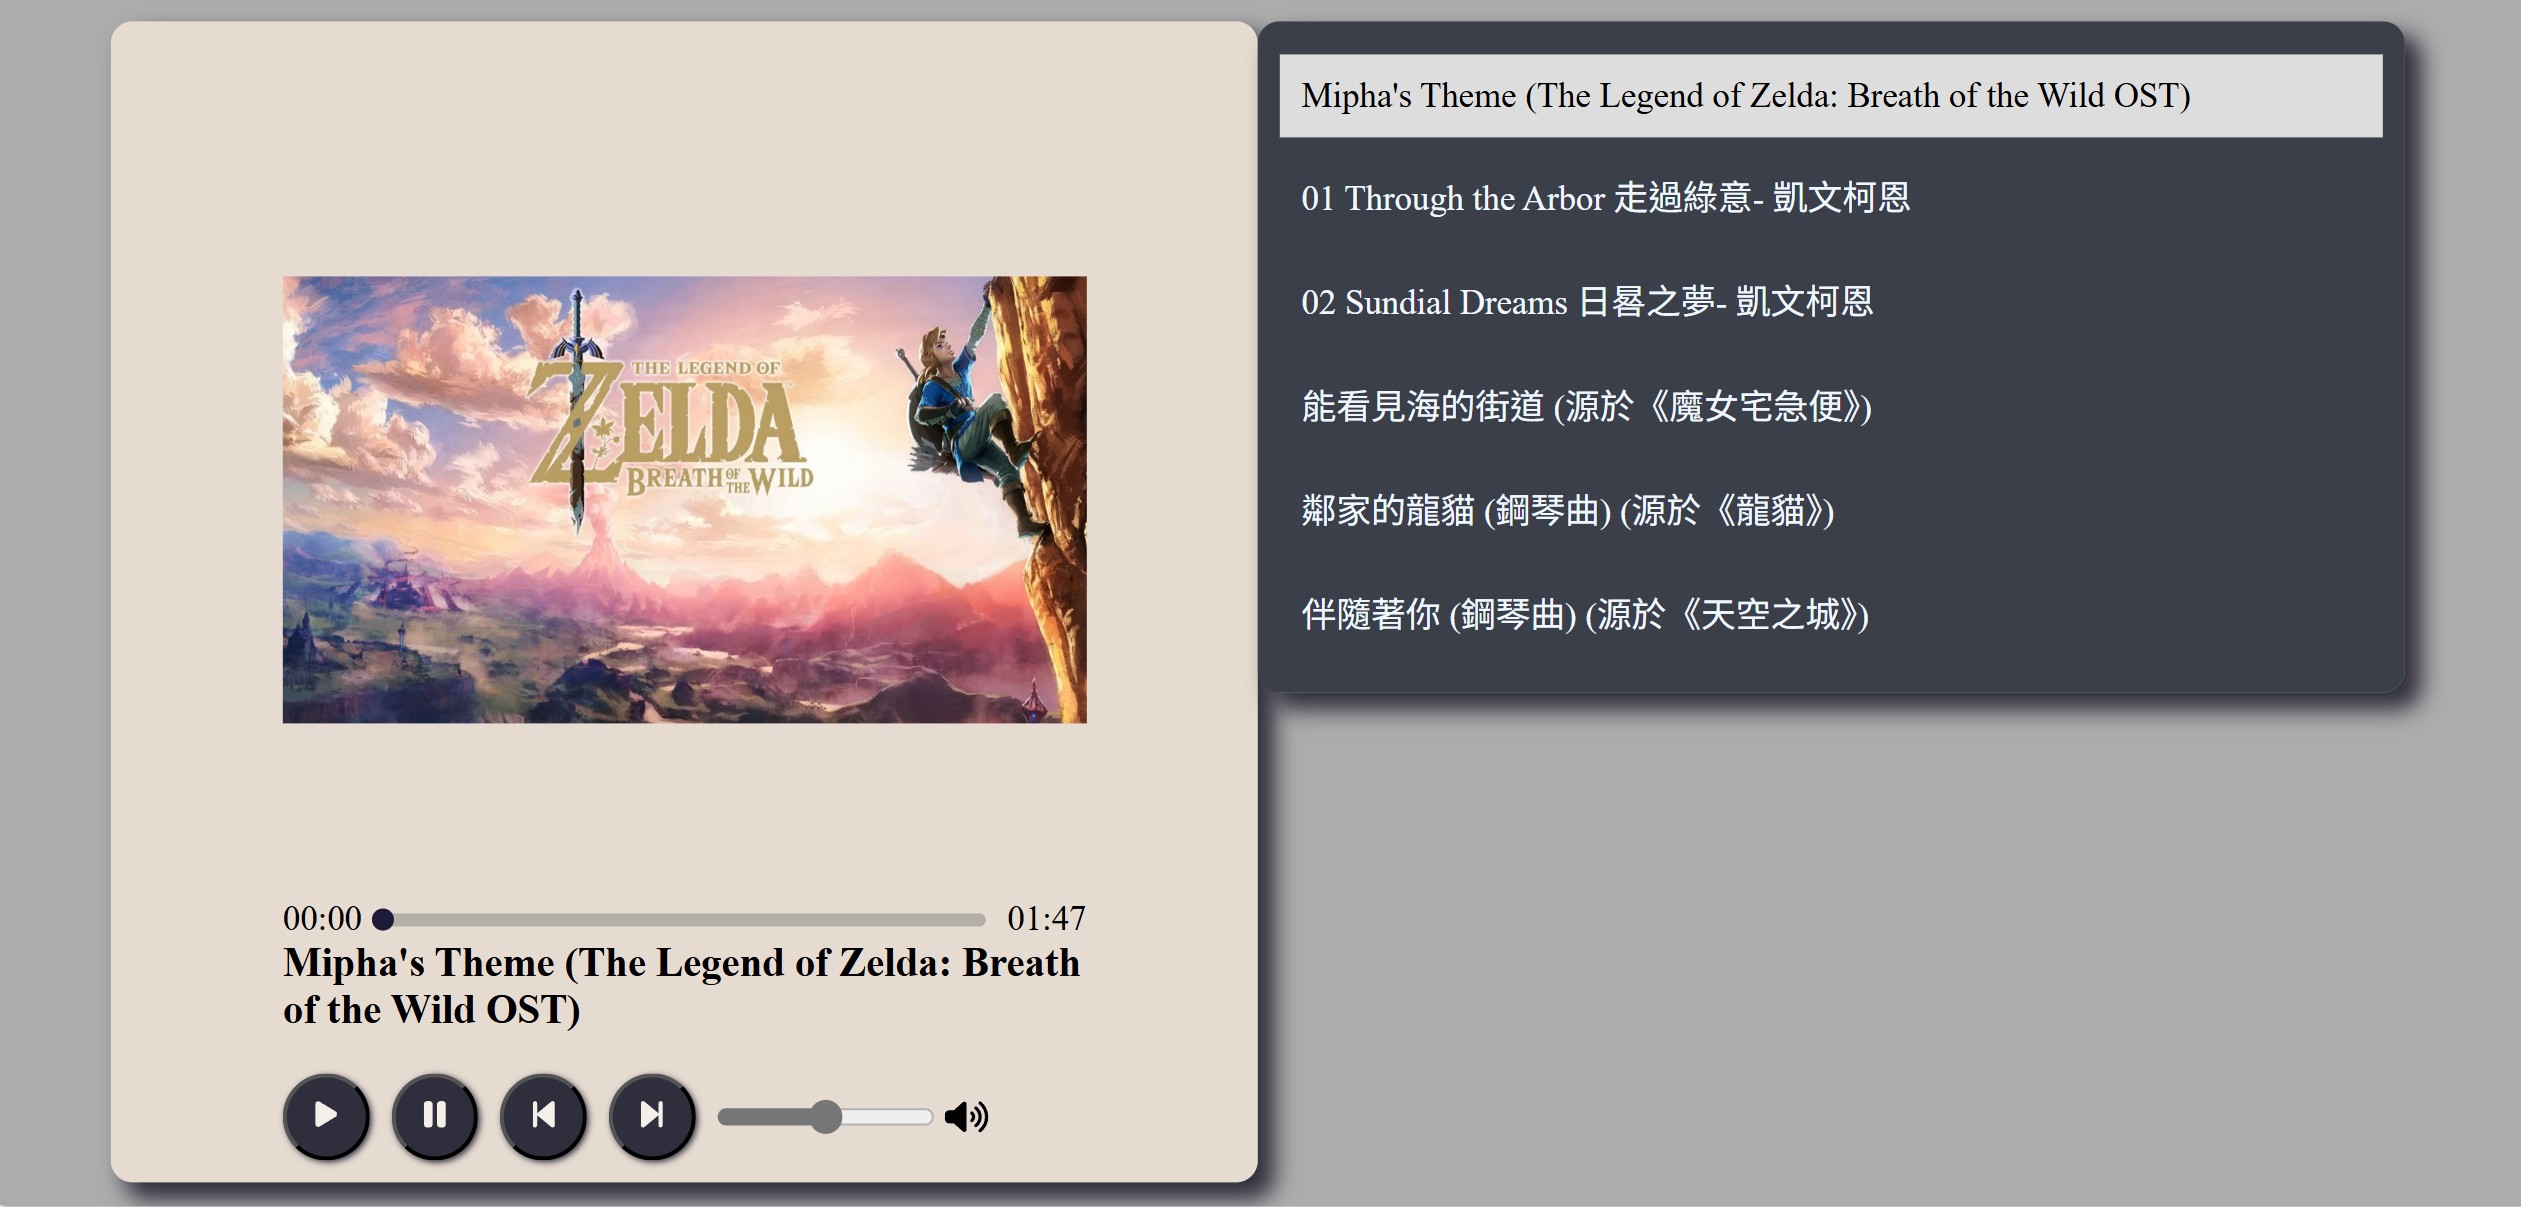 THE LEGEND OF
ZELDA
BREATH OF THE WILD
00:00 01:47
Mipha's Theme (The Legend of Zelda: Breath
of the Wild OST)
Mipha's Theme (The Legend of Zelda: Breath of the Wild OST)
01 Through the Arbor 走過綠意- 凱文柯恩
02 Sundial Dreams 日晷之夢- 凱文柯恩
能看見海的街道 (源於《魔女宅急便》)
鄰家的龍貓 (鋼琴曲) (源於《龍貓》)
伴隨著你 (鋼琴曲) (源於《天空之城》)